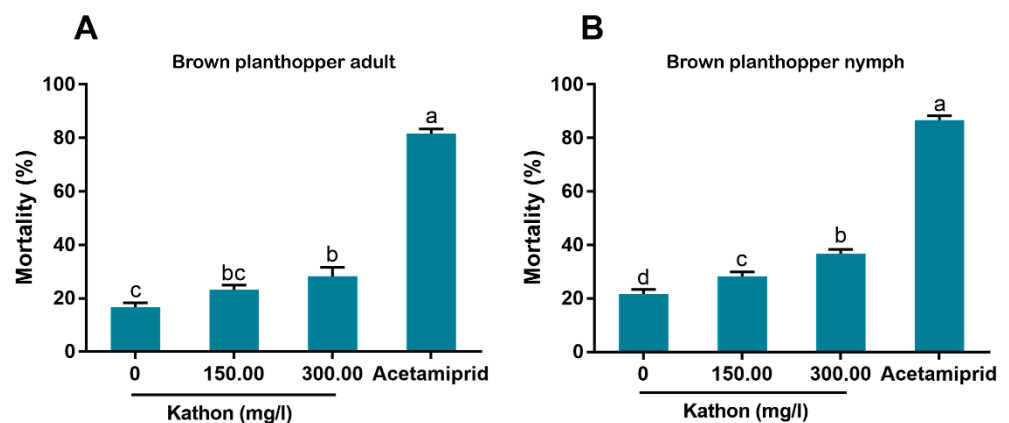 A
Brown planthopper adult
Mortality (%)
100
80
60
40
20
0
c
bc
b
a
0 150.00 300.00 Acetamiprid
Kathon (mg/l)
B
Brown planthopper nymph
Mortality (%)
100
80
60
40
20
0
d
c
b
a
0 150.00 300.00 Acetamiprid
Kathon (mg/l)